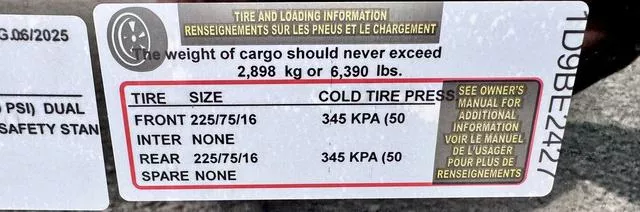 G.06/2025
PSI) DUAL
SAFETY STAN
TIRE AND LOADING INFORMATION
RENSEIGNEMENTS SUR LES PNEUS ET LE CHARGEMENT
The weight of cargo should never exceed
2,898 kg or 6,390 lbs.
TIRE SIZE COLD TIRE PRESS
FRONT 225/75/16 345 KPA (50
INTER NONE
REAR 225/75/16 345 KPA (50
SPARE NONE
SEE OWNER'S
MANUAL FOR
ADDITIONAL
INFORMATION
VOIR LE MANUEL
DE L'USAGER
POUR PLUS DE
RENSEIGNEMENTS
1D9BE2427